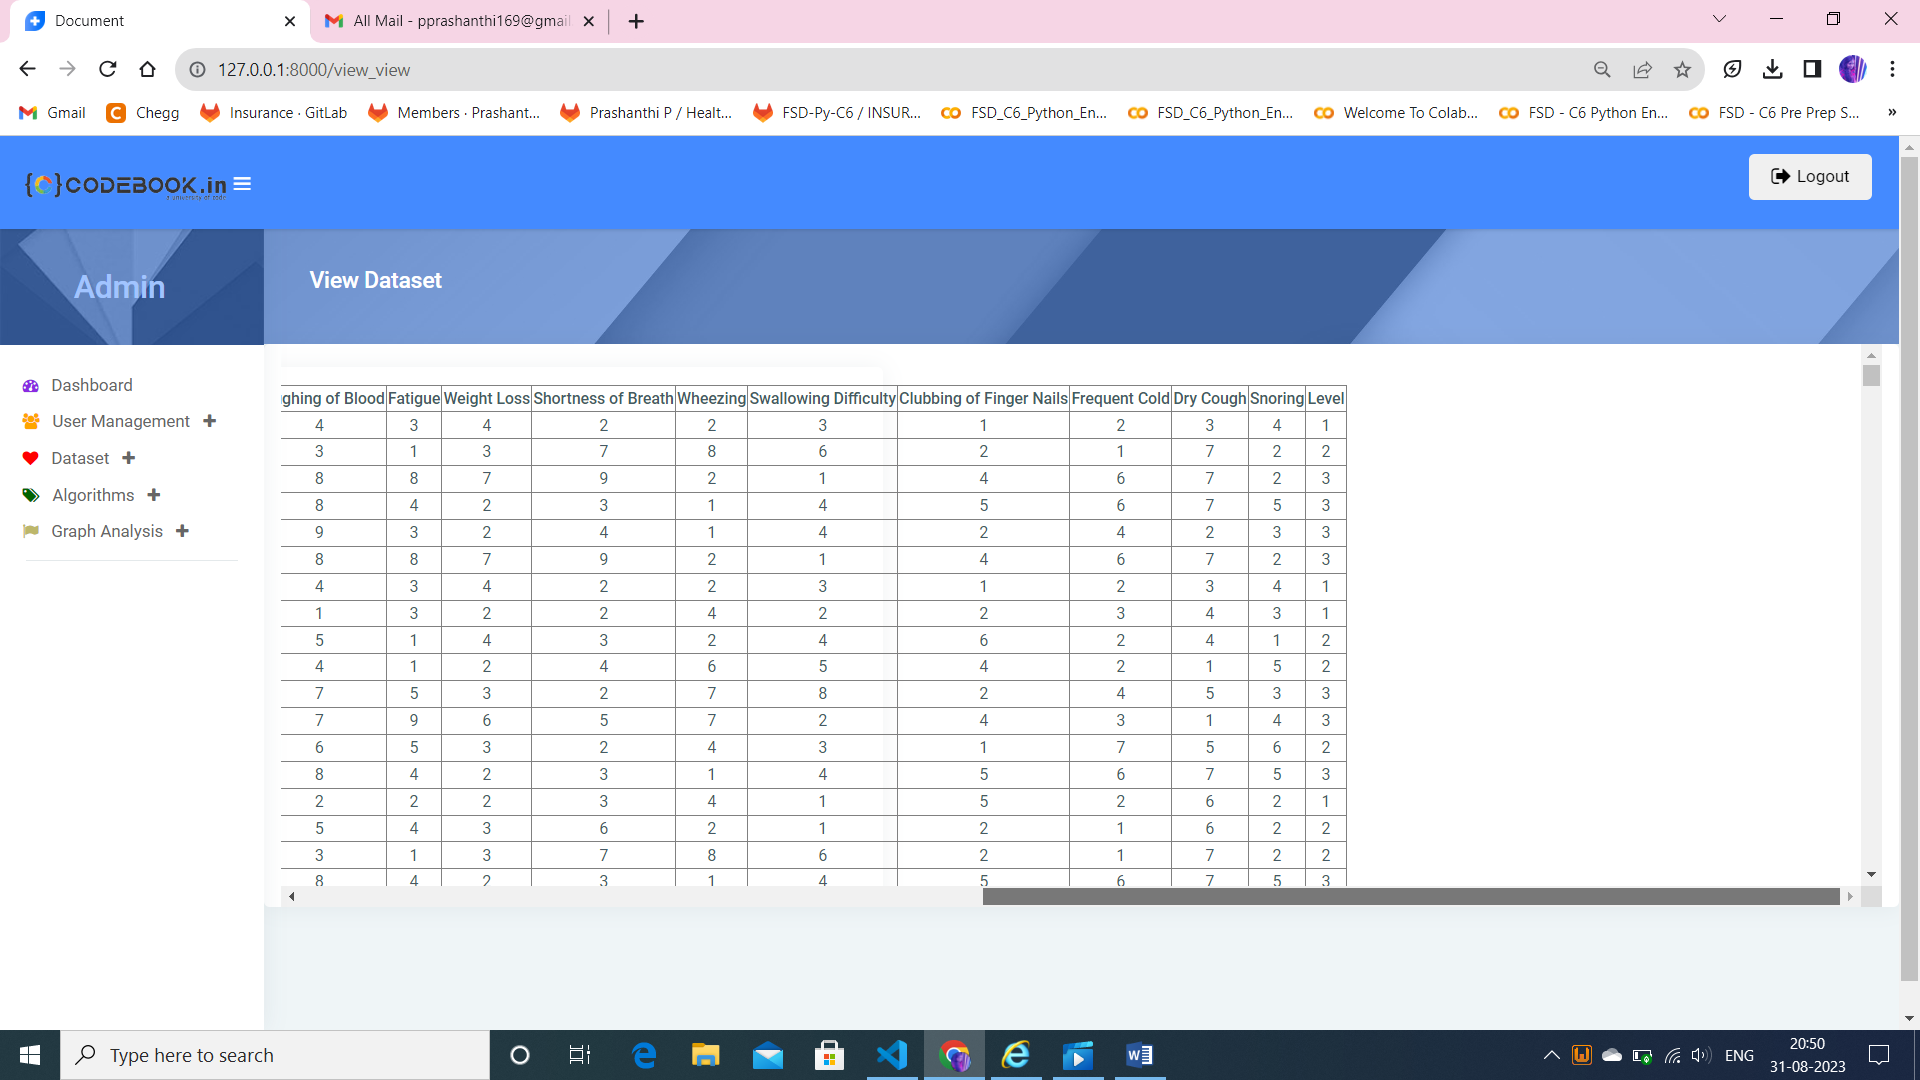 Document
All Mail - pprashanthi169@gmail.
127.0.0.1:8000/view_view
Gmail Chegg Insurance · GitLab Members · Prashant... Prashanthi P / Healt... FSD-Py-C6 / INSUR... FSD_C6_Python_En... FSD_C6_Python_En... Welcome To Colab... FSD - C6 Python En... FSD - C6 Pre Prep S... »
{ }CODEBOOK.in
Logout
Admin
View Dataset
Dashboard
User Management
Dataset
Algorithms
Graph Analysis
ghing of Blood Fatigue Weight Loss Shortness of Breath Wheezing Swallowing Difficulty Clubbing of Finger Nails Frequent Cold Dry Cough Snoring Level
4 3 4 2 2 3 1 2 3 4 1
3 1 3 7 8 6 2 1 7 2 2
8 8 7 9 2 1 4 6 7 2 3
8 4 2 3 1 4 5 6 7 5 3
9 3 2 4 1 4 2 4 2 3 3
8 8 7 9 2 1 4 6 7 2 3
4 3 4 2 2 3 1 2 3 4 1
1 3 2 2 4 2 2 3 4 3 1
5 1 4 3 2 4 6 2 4 1 2
4 1 2 4 6 5 4 2 1 5 2
7 5 3 2 7 8 2 4 5 3 3
7 9 6 5 7 2 4 3 1 4 3
6 5 3 2 4 3 1 7 5 6 2
8 4 2 3 1 4 5 6 7 5 3
2 2 2 3 4 1 5 2 6 2 1
5 4 3 6 2 1 2 1 6 2 2
3 1 3 7 8 6 2 1 7 2 2
8 4 2 3 1 4 5 6 7 5 3
Type here to search
ENG
20:50
31-08-2023